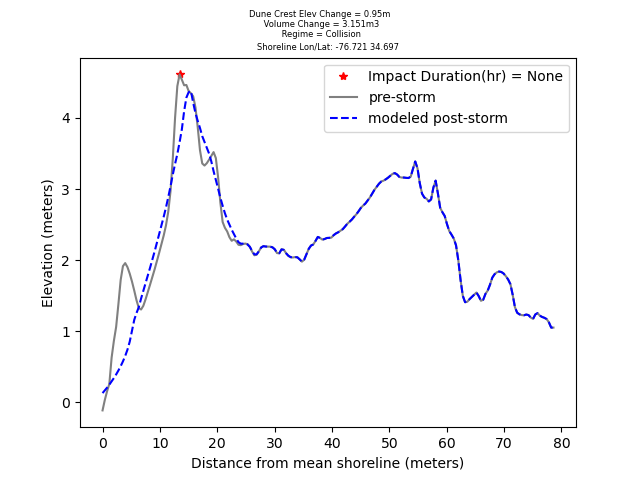 Dune Crest Elev Change = 0.95m
Volume Change = 3.151m3
Regime = Collision
Shoreline Lon/Lat: -76.721 34.697
Impact Duration(hr) = None
pre-storm
modeled post-storm
Elevation (meters)
4
3
2
1
0
0 10 20 30 40 50 60 70 80
Distance from mean shoreline (meters)